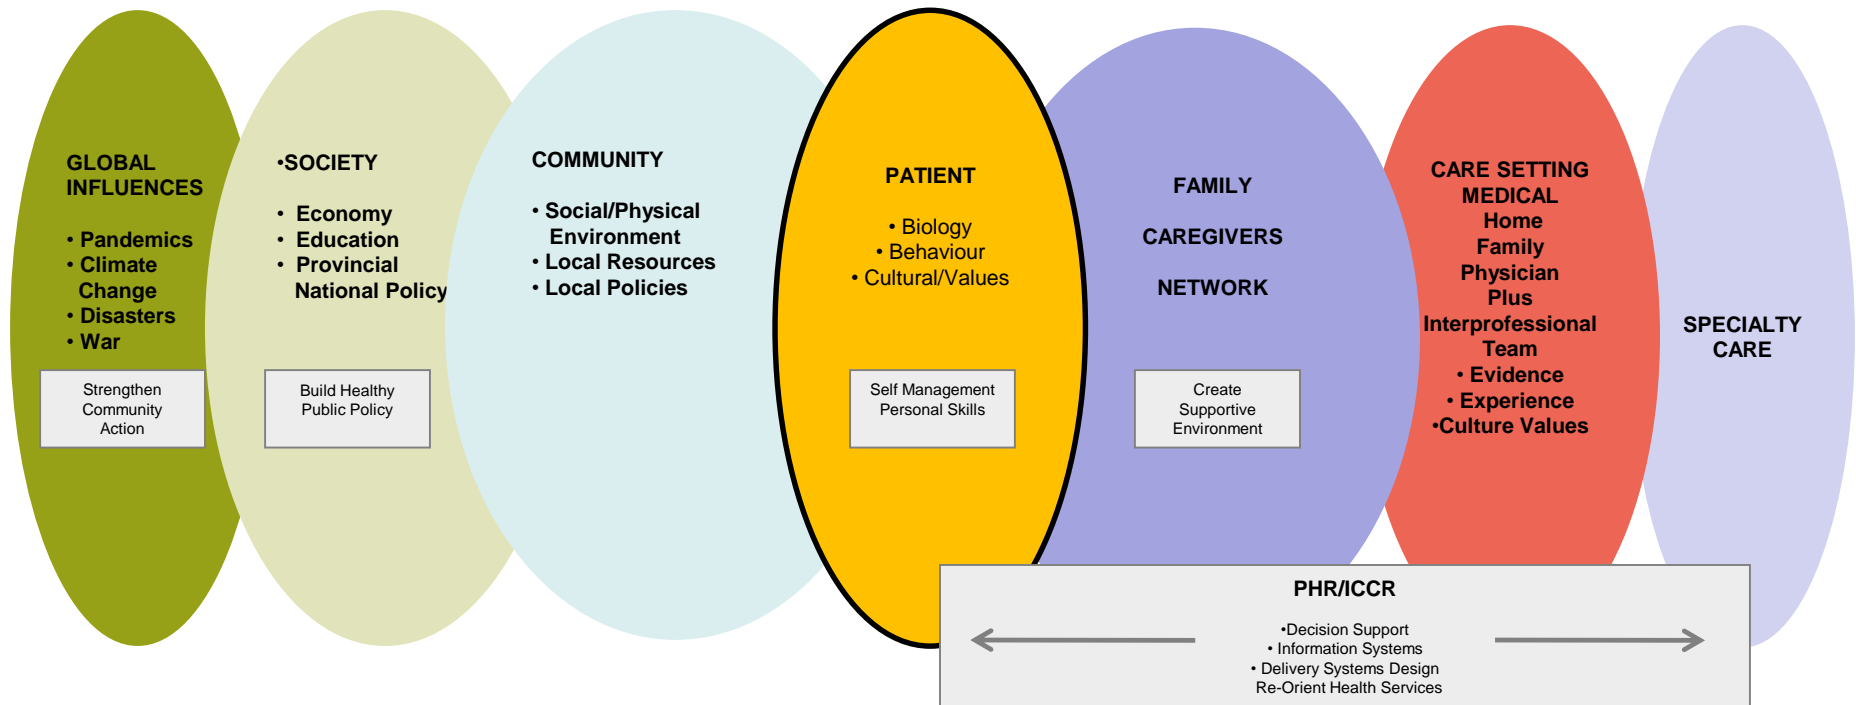 GLOBAL
INFLUENCES
• Pandemics
• Climate
Change
• Disasters
• War
Strengthen
Community
Action
•SOCIETY
• Economy
• Education
• Provincial
National Policy
Build Healthy
Public Policy
COMMUNITY
• Social/Physical
Environment
• Local Resources
• Local Policies
PATIENT
• Biology
• Behaviour
• Cultural/Values
Self Management
Personal Skills
FAMILY
CAREGIVERS
NETWORK
Create
Supportive
Environment
CARE SETTING
MEDICAL
Home
Family
Physician
Plus
Interprofessional
Team
• Evidence
• Experience
•Culture Values
SPECIALTY
CARE
PHR/ICCR
•Decision Support
• Information Systems
• Delivery Systems Design
Re-Orient Health Services